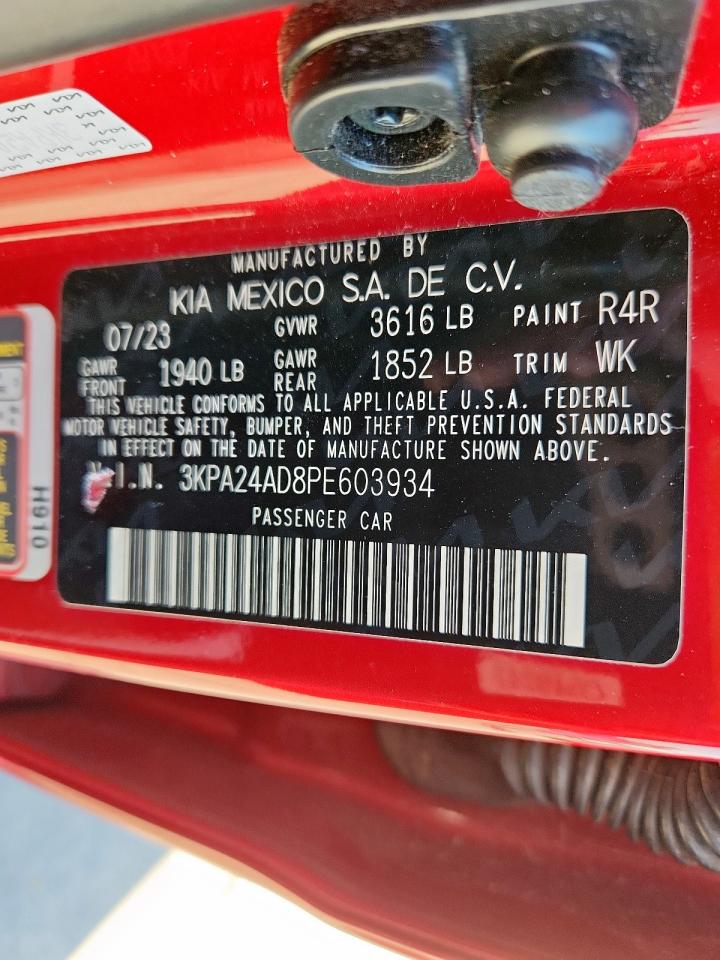 MANUFACTURED BY
KIA MEXICO S.A. DE C.V.
07/23 GVWR 3616 LB PAINT R4R
GAWR FRONT 1940 LB GAWR REAR 1852 LB TRIM WK
THIS VEHICLE CONFORMS TO ALL APPLICABLE U.S.A. FEDERAL
MOTOR VEHICLE SAFETY, BUMPER, AND THEFT PREVENTION STANDARDS
IN EFFECT ON THE DATE OF MANUFACTURE SHOWN ABOVE.
V.I.N. 3KPA24AD8PE603934
PASSENGER CAR
H910